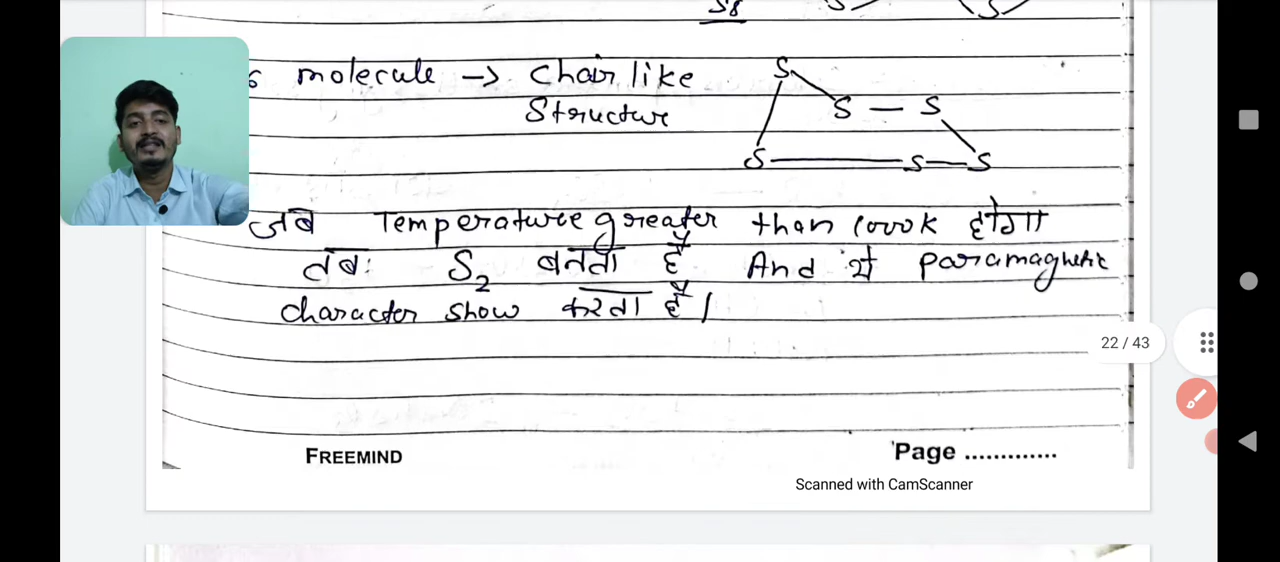 S8
molecule → Chair like
Structure
S
S — S
S — S — S
जब Temperature greater than 1000K होगा
तबः S2 बनता है And ये paramagnetic
character show करता है।
22 / 43
FREEMIND
Page .............
Scanned with CamScanner